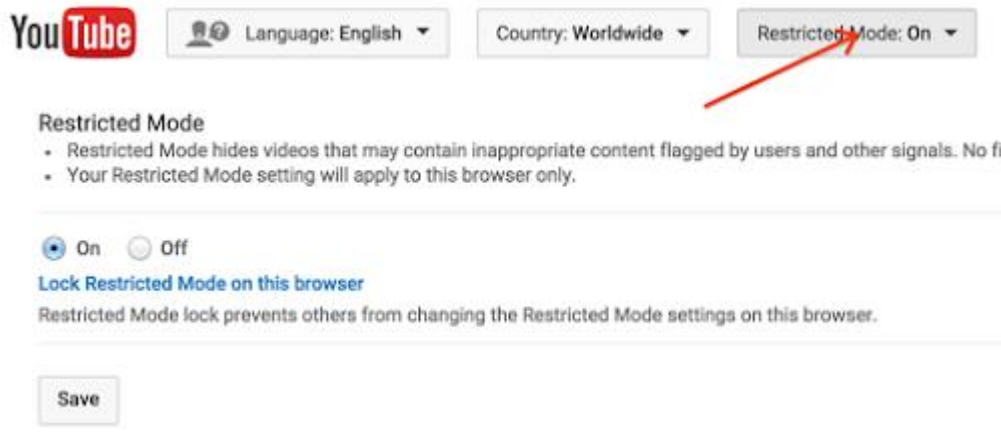 YouTube Language: English Country: Worldwide Restricted Mode: On
Restricted Mode
Restricted Mode hides videos that may contain inappropriate content flagged by users and other signals. No
Your Restricted Mode setting will apply to this browser only.
On Off
Lock Restricted Mode on this browser
Restricted Mode lock prevents others from changing the Restricted Mode settings on this browser.
Save